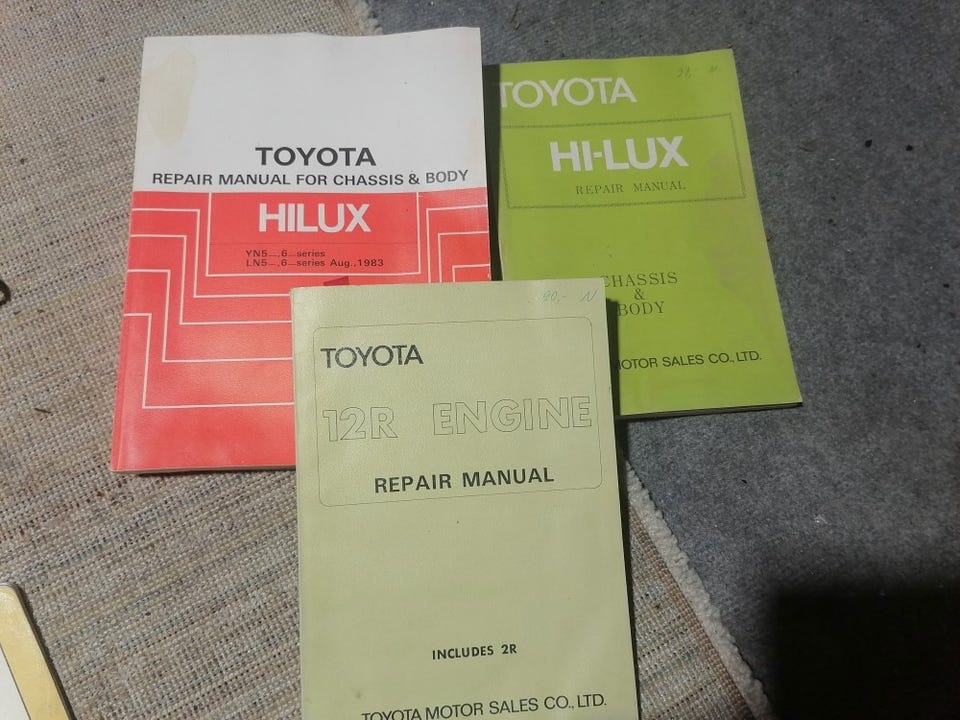 TOYOTA
REPAIR MANUAL FOR CHASSIS & BODY
HILUX
YN5-,6-series
LN5-,6-series Aug.,1983
TOYOTA
HI-LUX
REPAIR MANUAL
CHASSIS
&
BODY
MOTOR SALES CO.,LTD.
TOYOTA
12R ENGINE
REPAIR MANUAL
INCLUDES 2R
TOYOTA MOTOR SALES CO., LTD.